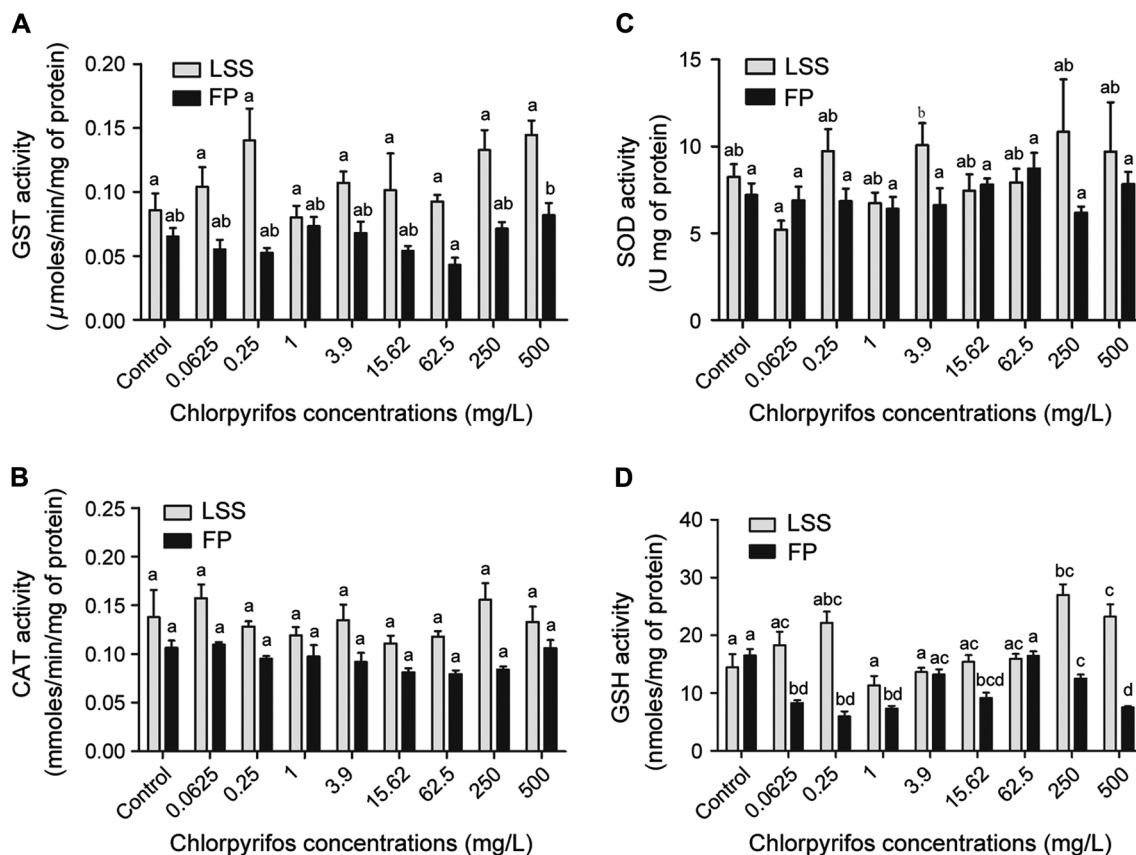 A
0.20
0.15
0.10
0.05
0.00
GST activity
(μmoles/min/mg of protein)
LSS
FP
a ab
a ab
a ab
a ab
a ab
a ab
a a
a ab
a b
Control 0.0625 0.25 1 3.9 15.62 62.5 250 500
Chlorpyrifos concentrations (mg/L)
C
15
10
5
0
SOD activity
(U mg of protein)
LSS
FP
ab a
a a
ab a
ab a
b a
ab ab
ab a
ab a
ab a
Control 0.0625 0.25 1 3.9 15.62 62.5 250 500
Chlorpyrifos concentrations (mg/L)
B
0.25
0.20
0.15
0.10
0.05
0.00
CAT activity
(mmoles/min/mg of protein)
LSS
FP
a a
a a
a a
a a
a a
a a
a a
a a
a a
Control 0.0625 0.25 1 3.9 15.62 62.5 250 500
Chlorpyrifos concentrations (mg/L)
D
40
30
20
10
0
GSH activity
(nmoles/mg of protein)
LSS
FP
a a
ac bd
abc bd
a bd
a ac
ac bcd
ac a
bc c
c d
Control 0.0625 0.25 1 3.9 15.62 62.5 250 500
Chlorpyrifos concentrations (mg/L)